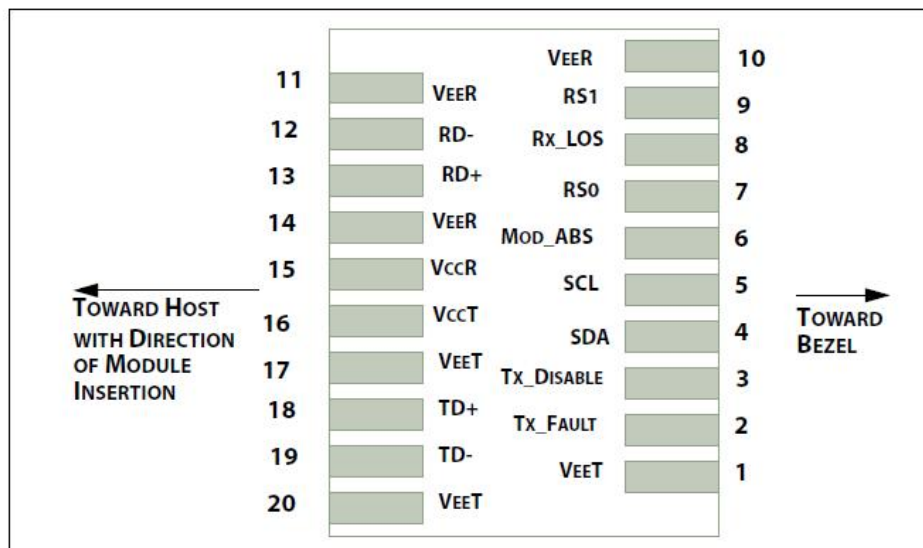 11 VEER
12 RD-
13 RD+
14 VEER
15 VCCR
16 VCCT
17 VEET
18 TD+
19 TD-
20 VEET
VEER 10
RS1 9
RX_LOS 8
RS0 7
MOD_ABS 6
SCL 5
SDA 4
TX_DISABLE 3
TX_FAULT 2
VEET 1
TOWARD HOST
WITH DIRECTION
OF MODULE
INSERTION
TOWARD
BEZEL